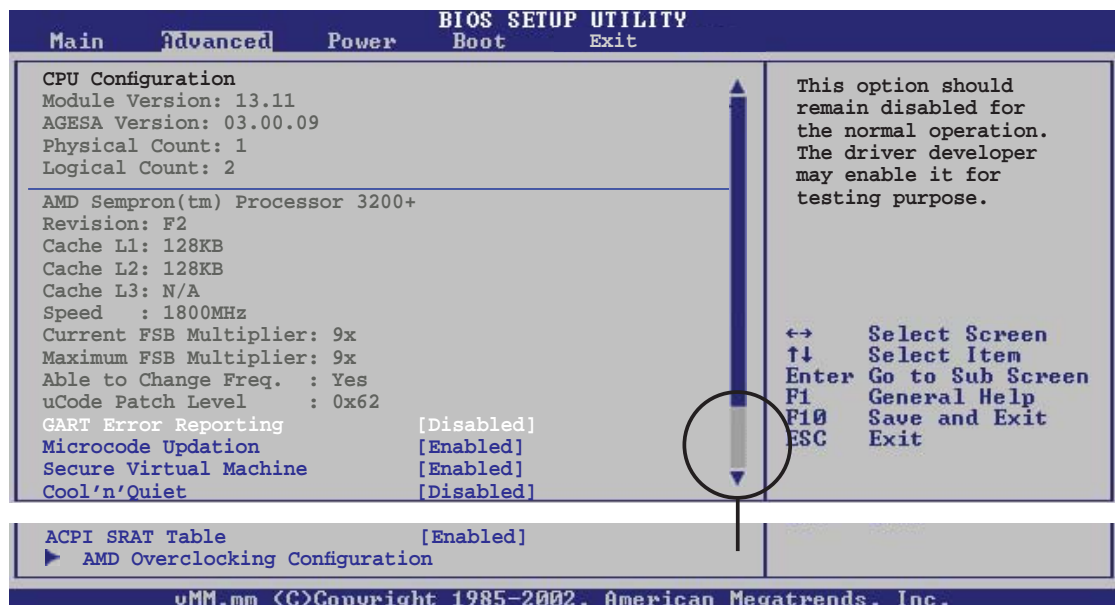 BIOS SETUP UTILITY
Main Advanced Power Boot Exit
CPU Configuration
Module Version: 13.11
AGESA Version: 03.00.09
Physical Count: 1
Logical Count: 2
AMD Sempron(tm) Processor 3200+
Revision: F2
Cache L1: 128KB
Cache L2: 128KB
Cache L3: N/A
Speed : 1800MHz
Current FSB Multiplier: 9x
Maximum FSB Multiplier: 9x
Able to Change Freq. : Yes
uCode Patch Level : 0x62
GART Error Reporting [Disabled]
Microcode Updation [Enabled]
Secure Virtual Machine [Enabled]
Cool'n'Quiet [Disabled]
ACPI SRAT Table [Enabled]
AMD Overclocking Configuration
This option should
remain disabled for
the normal operation.
The driver developer
may enable it for
testing purpose.
←→ Select Screen
↑↓ Select Item
Enter Go to Sub Screen
F1 General Help
F10 Save and Exit
ESC Exit
vMM.mm (C)Copyright 1985-2002, American Megatrends, Inc.